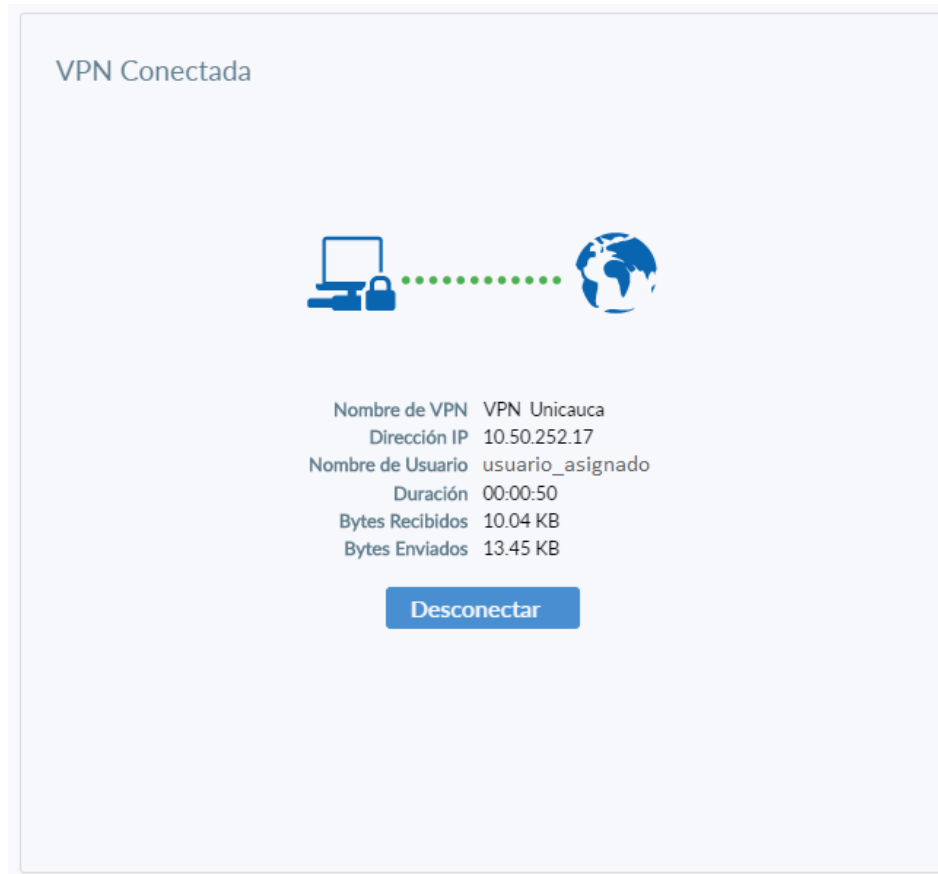 VPN Conectada
Nombre de VPN VPN Unicauca
Dirección IP 10.50.252.17
Nombre de Usuario usuario_asignado
Duración 00:00:50
Bytes Recibidos 10.04 KB
Bytes Enviados 13.45 KB
Desconectar